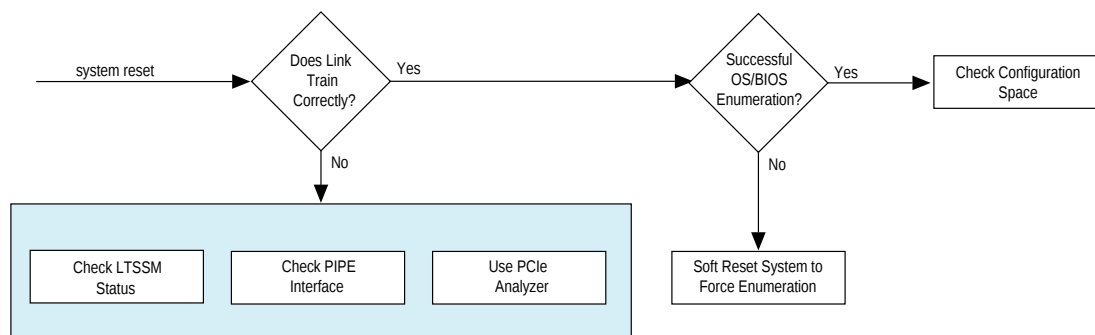 system reset
Does Link
Train
Correctly?
Yes
Successful
OS/BIOS
Enumeration?
Yes
Check Configuration
Space
No
No
Check LTSSM
Status
Check PIPE
Interface
Use PCIe
Analyzer
Soft Reset System to
Force Enumeration